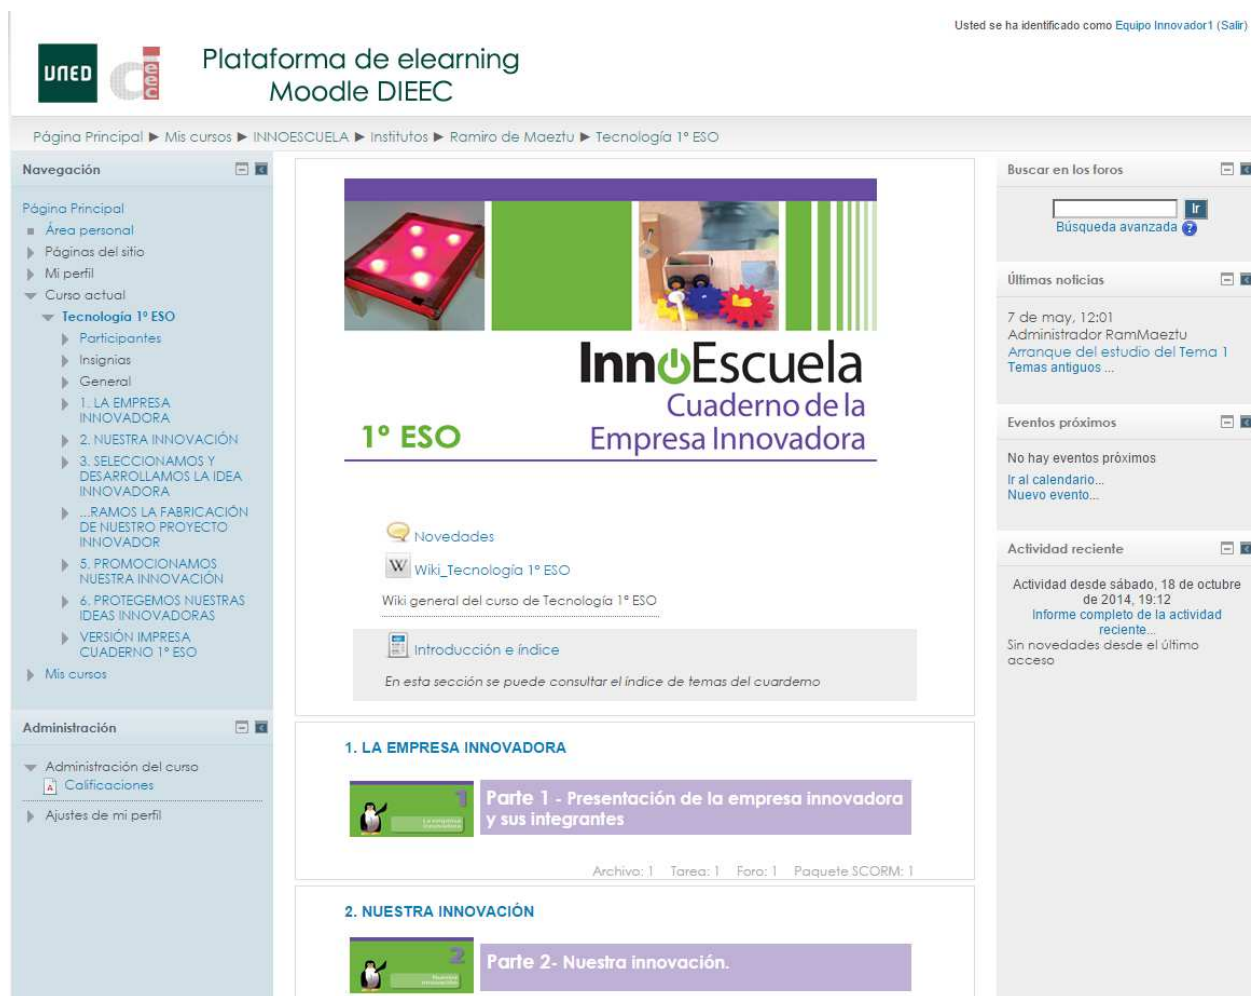 Usted se ha identificado como Equipo Innovador1 (Salir)
UNED
ci
eeec
Plataforma de elearning
Moodle DIEEC
Página Principal ► Mis cursos ► INNOESCUELA ► Institutos ► Ramiro de Maeztu ► Tecnología 1º ESO
Navegación
Página Principal
Área personal
Páginas del sitio
Mi perfil
Curso actual
Tecnología 1º ESO
Participantes
Insignias
General
1. LA EMPRESA
INNOVADORA
2. NUESTRA INNOVACIÓN
3. SELECCIONAMOS Y
DESARROLLAMOS LA IDEA
INNOVADORA
...RAMOS LA FABRICACIÓN
DE NUESTRO PROYECTO
INNOVADOR
5. PROMOCIONAMOS
NUESTRA INNOVACIÓN
6. PROTEGEMOS NUESTRAS
IDEAS INNOVADORAS
VERSIÓN IMPRESA
CUADERNO 1º ESO
Mis cursos
Administración
Administración del curso
Calificaciones
Ajustes de mi perfil
InnoEscuela
Cuaderno de la
1º ESO Empresa Innovadora
Novedades
W Wiki_Tecnología 1º ESO
Wiki general del curso de Tecnología 1º ESO
Introducción e índice
En esta sección se puede consultar el índice de temas del cuarderno
1. LA EMPRESA INNOVADORA
1
La empresa
innovadora
Parte 1 - Presentación de la empresa innovadora
y sus integrantes
Archivo: 1 Tarea: 1 Foro: 1 Paquete SCORM: 1
2. NUESTRA INNOVACIÓN
2
Nuestra
innovación
Parte 2- Nuestra innovación.
Buscar en los foros
Ir
Búsqueda avanzada ?
Últimas noticias
7 de may, 12:01
Administrador RamMaeztu
Arranque del estudio del Tema 1
Temas antiguos ...
Eventos próximos
No hay eventos próximos
Ir al calendario...
Nuevo evento...
Actividad reciente
Actividad desde sábado, 18 de octubre
de 2014, 19:12
Informe completo de la actividad
reciente...
Sin novedades desde el último
acceso